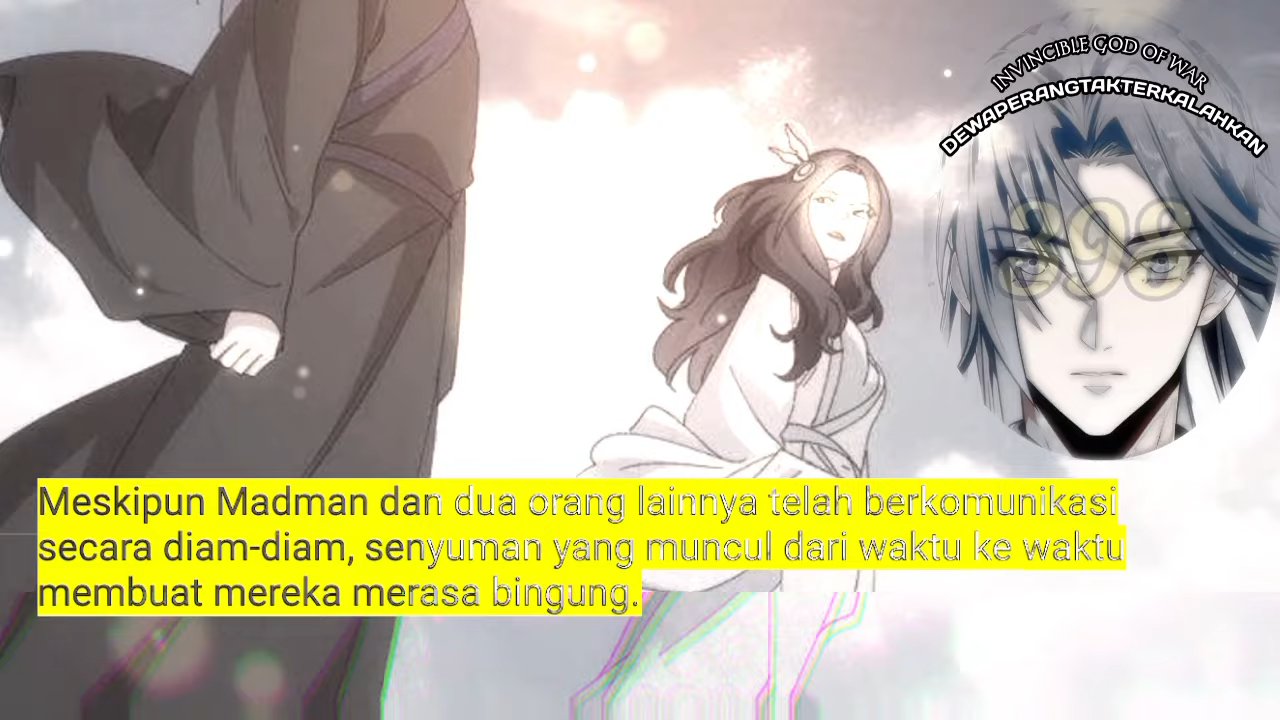 INVINCIBLE GOD OF WAR
DEWAPERANGTAKTERKALAHKAN
898
Meskipun Madman dan dua orang lainnya telah berkomunikasi
secara diam-diam, senyuman yang muncul dari waktu ke waktu
membuat mereka merasa bingung.